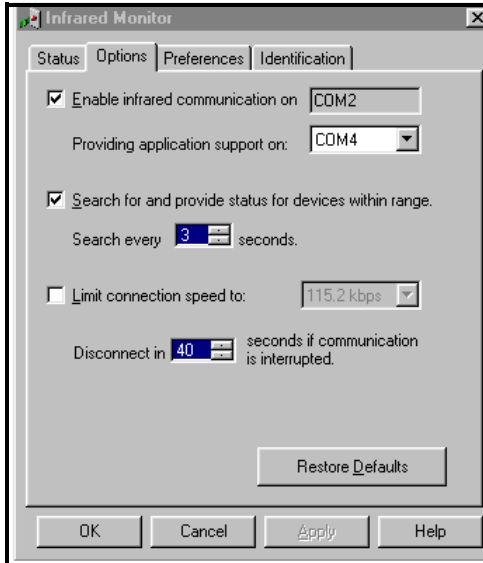 Infrared Monitor
Status Options Preferences Identification
Enable infrared communication on COM2
Providing application support on: COM4
Search for and provide status for devices within range.
Search every 3 seconds.
Limit connection speed to: 115.2 kbps
Disconnect in 40 seconds if communication
is interrupted.
Restore Defaults
OK Cancel Apply Help